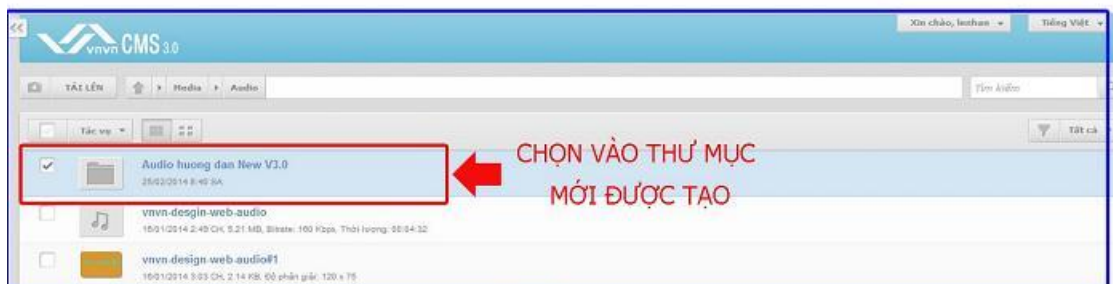 Xin chào, lxnhan
Tiếng Việt
vnvn CMS 3.0
TẢI LÊN Media Audio Tìm kiếm
Tác vụ Tất cả
Audio huong dan New V3.0
25/02/2014 8:40 SA
CHỌN VÀO THƯ MỤC
MỚI ĐƯỢC TẠO
vnvn-desgin-web-audio
16/01/2014 2:49 CH, 5.21 MB, Bitrate: 160 Kbps, Thời lượng: 00:04:32
vnvn-design-web-audio#1
16/01/2014 3:03 CH, 2.14 KB, Độ phân giải: 120 x 75